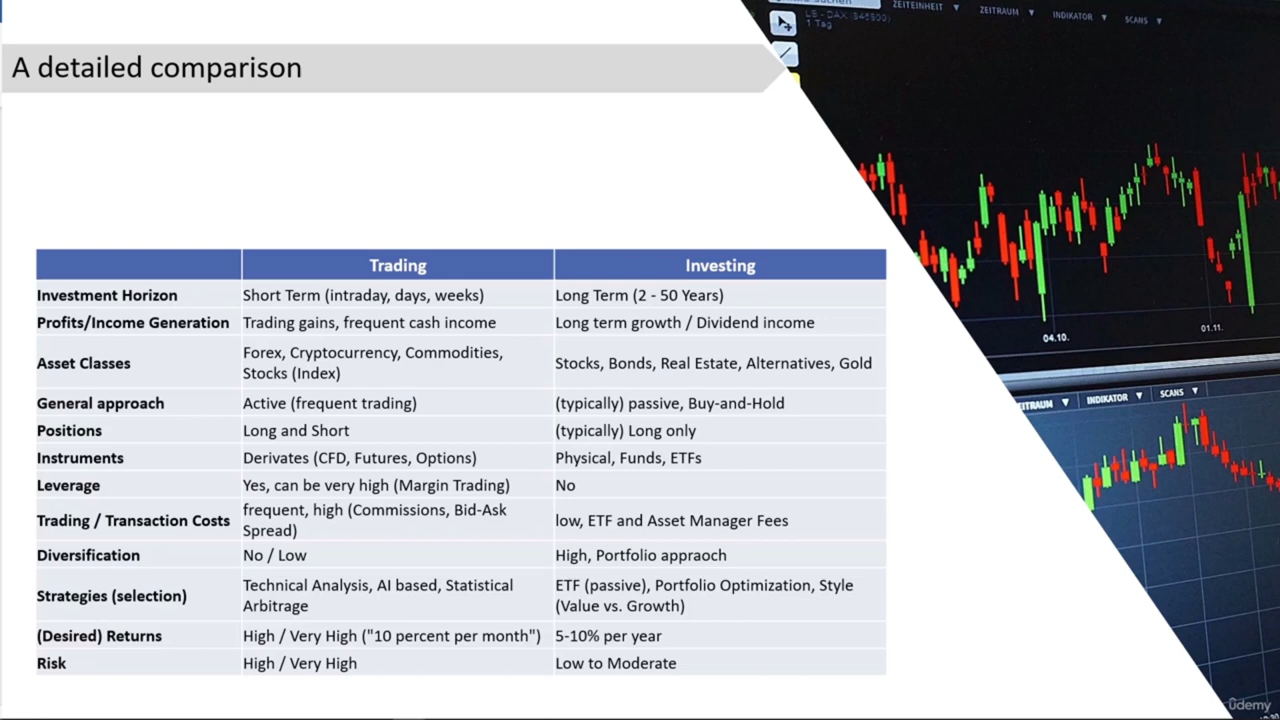 ZEITEINHEIT ▼ ZEITRAUM ▼ INDIKATOR ▼ SCANS ▼
1 Tag
A detailed comparison
04.10.
01.11.
ZEITRAUM ▼ INDIKATOR ▼ SCANS ▼
Trading Investing
Investment Horizon Short Term (intraday, days, weeks) Long Term (2 - 50 Years)
Profits/Income Generation Trading gains, frequent cash income Long term growth / Dividend income
Asset Classes Forex, Cryptocurrency, Commodities, Stocks, Bonds, Real Estate, Alternatives, Gold
Stocks (Index)
General approach Active (frequent trading) (typically) passive, Buy-and-Hold
Positions Long and Short (typically) Long only
Instruments Derivates (CFD, Futures, Options) Physical, Funds, ETFs
Leverage Yes, can be very high (Margin Trading) No
Trading / Transaction Costs frequent, high (Commissions, Bid-Ask low, ETF and Asset Manager Fees
Spread)
Diversification No / Low High, Portfolio appraoch
Strategies (selection) Technical Analysis, AI based, Statistical ETF (passive), Portfolio Optimization, Style
Arbitrage (Value vs. Growth)
(Desired) Returns High / Very High ("10 percent per month") 5-10% per year
Risk High / Very High Low to Moderate
ûdemy